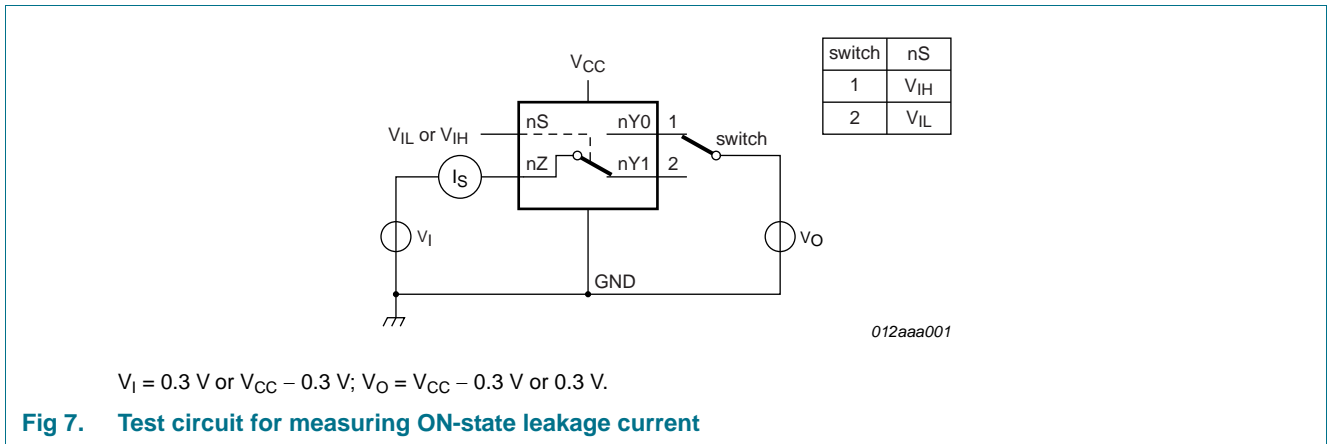 switch nS
1 VIH
2 VIL
VCC
VIL or VIH
nS
nY0
1
switch
nZ
nY1
2
IS
VI
VO
GND
012aaa001
VI = 0.3 V or VCC − 0.3 V; VO = VCC − 0.3 V or 0.3 V.
Fig 7. Test circuit for measuring ON-state leakage current